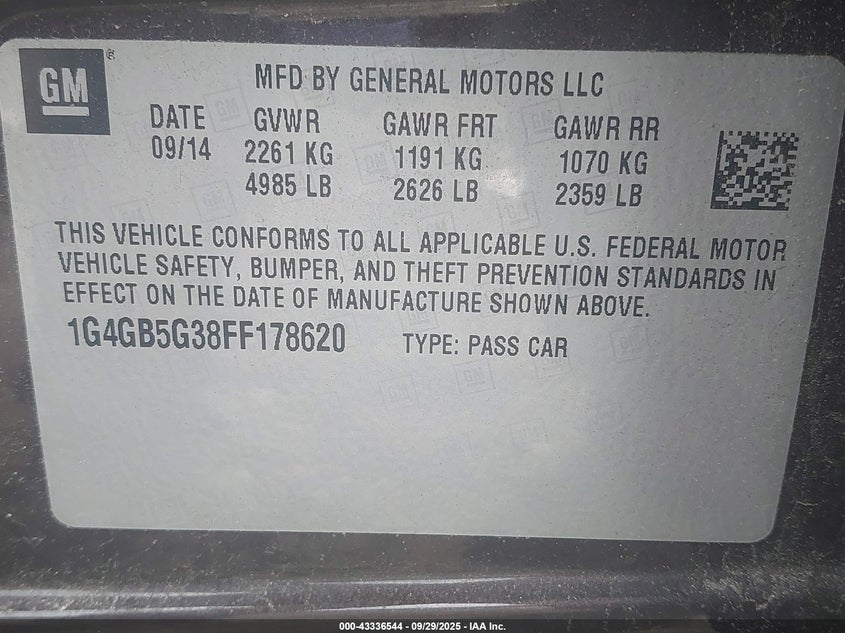 GM®
MFD BY GENERAL MOTORS LLC
DATE GVWR GAWR FRT GAWR RR
09/14 2261 KG 1191 KG 1070 KG
4985 LB 2626 LB 2359 LB
THIS VEHICLE CONFORMS TO ALL APPLICABLE U.S. FEDERAL MOTOR
VEHICLE SAFETY, BUMPER, AND THEFT PREVENTION STANDARDS IN
EFFECT ON THE DATE OF MANUFACTURE SHOWN ABOVE.
1G4GB5G38FF178620 TYPE: PASS CAR
000-43336544 - 09/29/2025 - IAA Inc.